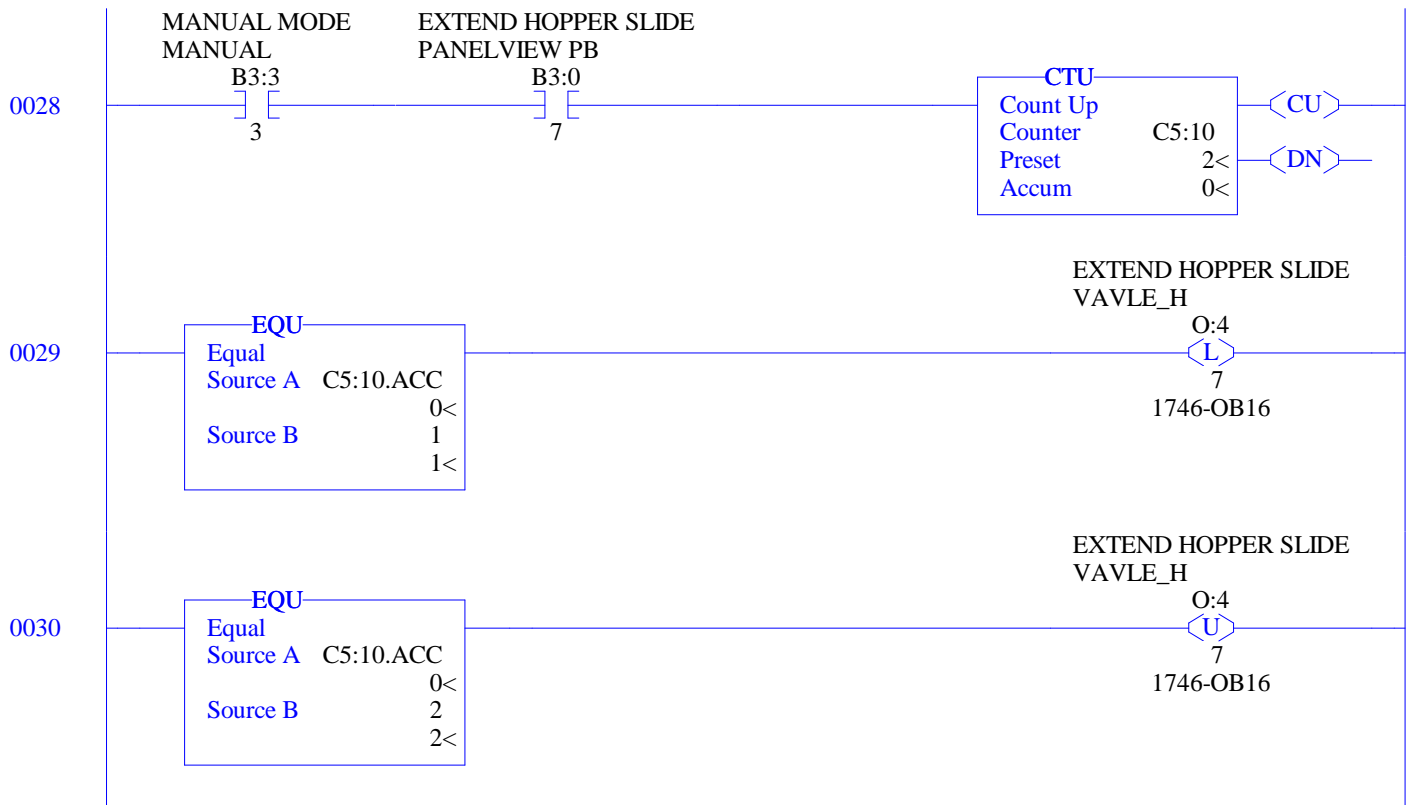 MANUAL MODE
MANUAL
B3:3
3
EXTEND HOPPER SLIDE
PANELVIEW PB
B3:0
7
0028
CTU
Count Up
Counter C5:10
Preset 2<
Accum 0<
CU
DN
EXTEND HOPPER SLIDE
VAVLE_H
O:4
L
7
1746-OB16
0029
EQU
Equal
Source A C5:10.ACC
0<
Source B 1
1<
EXTEND HOPPER SLIDE
VAVLE_H
O:4
U
7
1746-OB16
0030
EQU
Equal
Source A C5:10.ACC
0<
Source B 2
2<